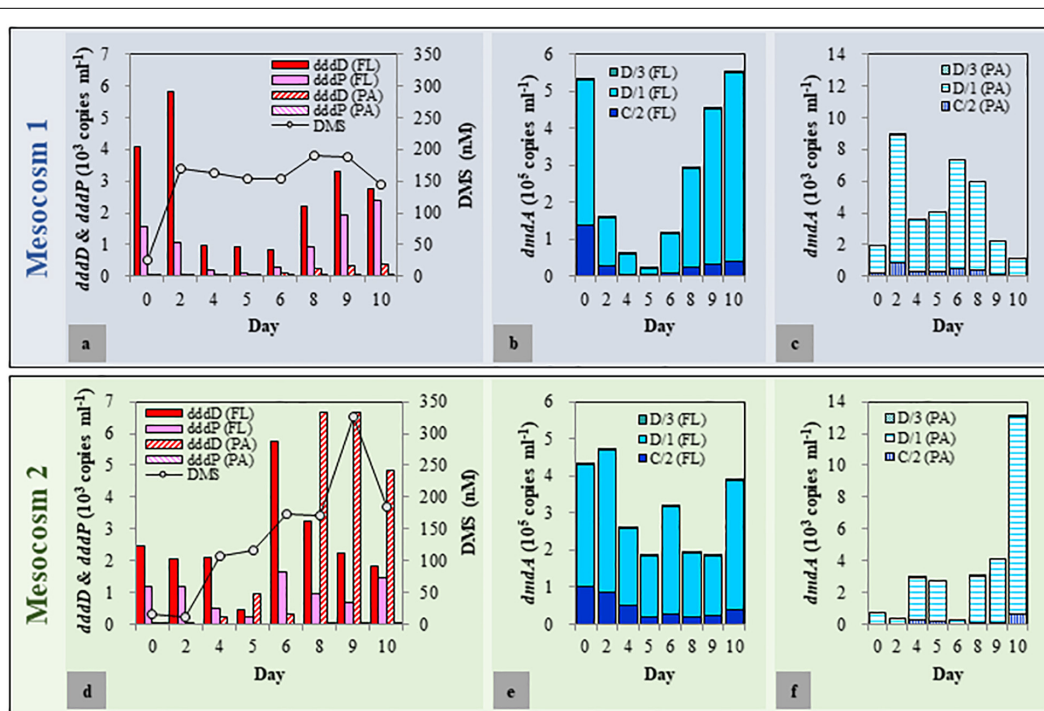 Mesocosm 1
dddD & dddP (10³ copies ml⁻¹)
7
6
5
4
3
2
1
0
dddD (FL)
dddP (FL)
dddD (PA)
dddP (PA)
DMS
350
300
250
200
150
100
50
0
DMS (nM)
0 2 4 5 6 8 9 10
Day
a
dmdA (10⁵ copies ml⁻¹)
6
5
4
3
2
1
0
D/3 (FL)
D/1 (FL)
C/2 (FL)
0 2 4 5 6 8 9 10
Day
b
dmdA (10³ copies ml⁻¹)
14
12
10
8
6
4
2
0
D/3 (PA)
D/1 (PA)
C/2 (PA)
0 2 4 5 6 8 9 10
Day
c
Mesocosm 2
dddD & dddP (10³ copies ml⁻¹)
7
6
5
4
3
2
1
0
dddD (FL)
dddP (FL)
dddD (PA)
dddP (PA)
DMS
350
300
250
200
150
100
50
0
DMS (nM)
0 2 4 5 6 8 9 10
Day
d
dmdA (10⁵ copies ml⁻¹)
6
5
4
3
2
1
0
D/3 (FL)
D/1 (FL)
C/2 (FL)
0 2 4 5 6 8 9 10
Day
e
dmdA (10³ copies ml⁻¹)
14
12
10
8
6
4
2
0
D/3 (PA)
D/1 (PA)
C/2 (PA)
0 2 4 5 6 8 9 10
Day
f